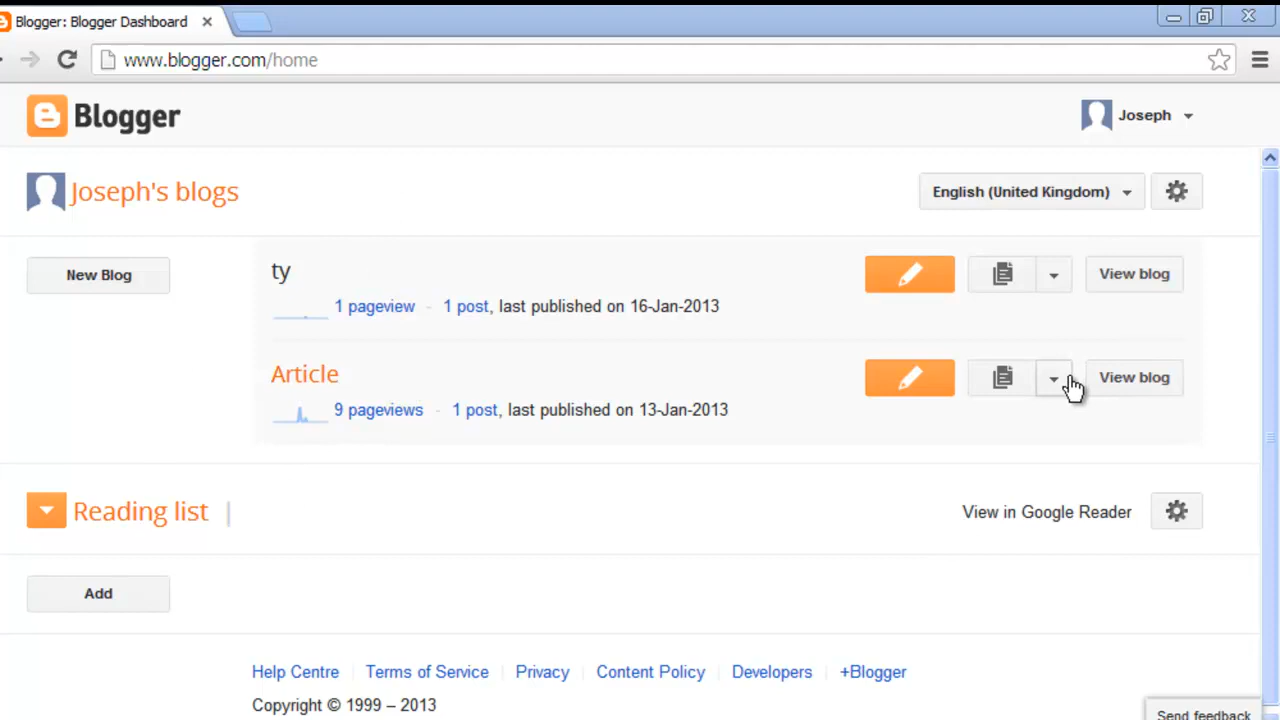 Blogger: Blogger Dashboard
www.blogger.com/home
Blogger
Joseph
Joseph's blogs
English (United Kingdom)
New Blog
ty
View blog
1 pageview - 1 post, last published on 16-Jan-2013
Article
View blog
9 pageviews - 1 post, last published on 13-Jan-2013
Reading list
View in Google Reader
Add
Help Centre Terms of Service Privacy Content Policy Developers +Blogger
Copyright © 1999 – 2013
Send feedback